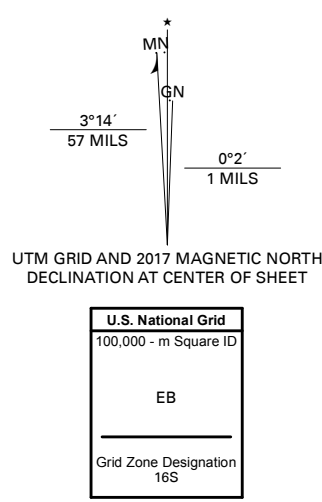 ★
MN
GN
3°14´
57 MILS
0°2´
1 MILS
UTM GRID AND 2017 MAGNETIC NORTH
DECLINATION AT CENTER OF SHEET
U.S. National Grid
100,000 - m Square ID
EB
Grid Zone Designation
16S